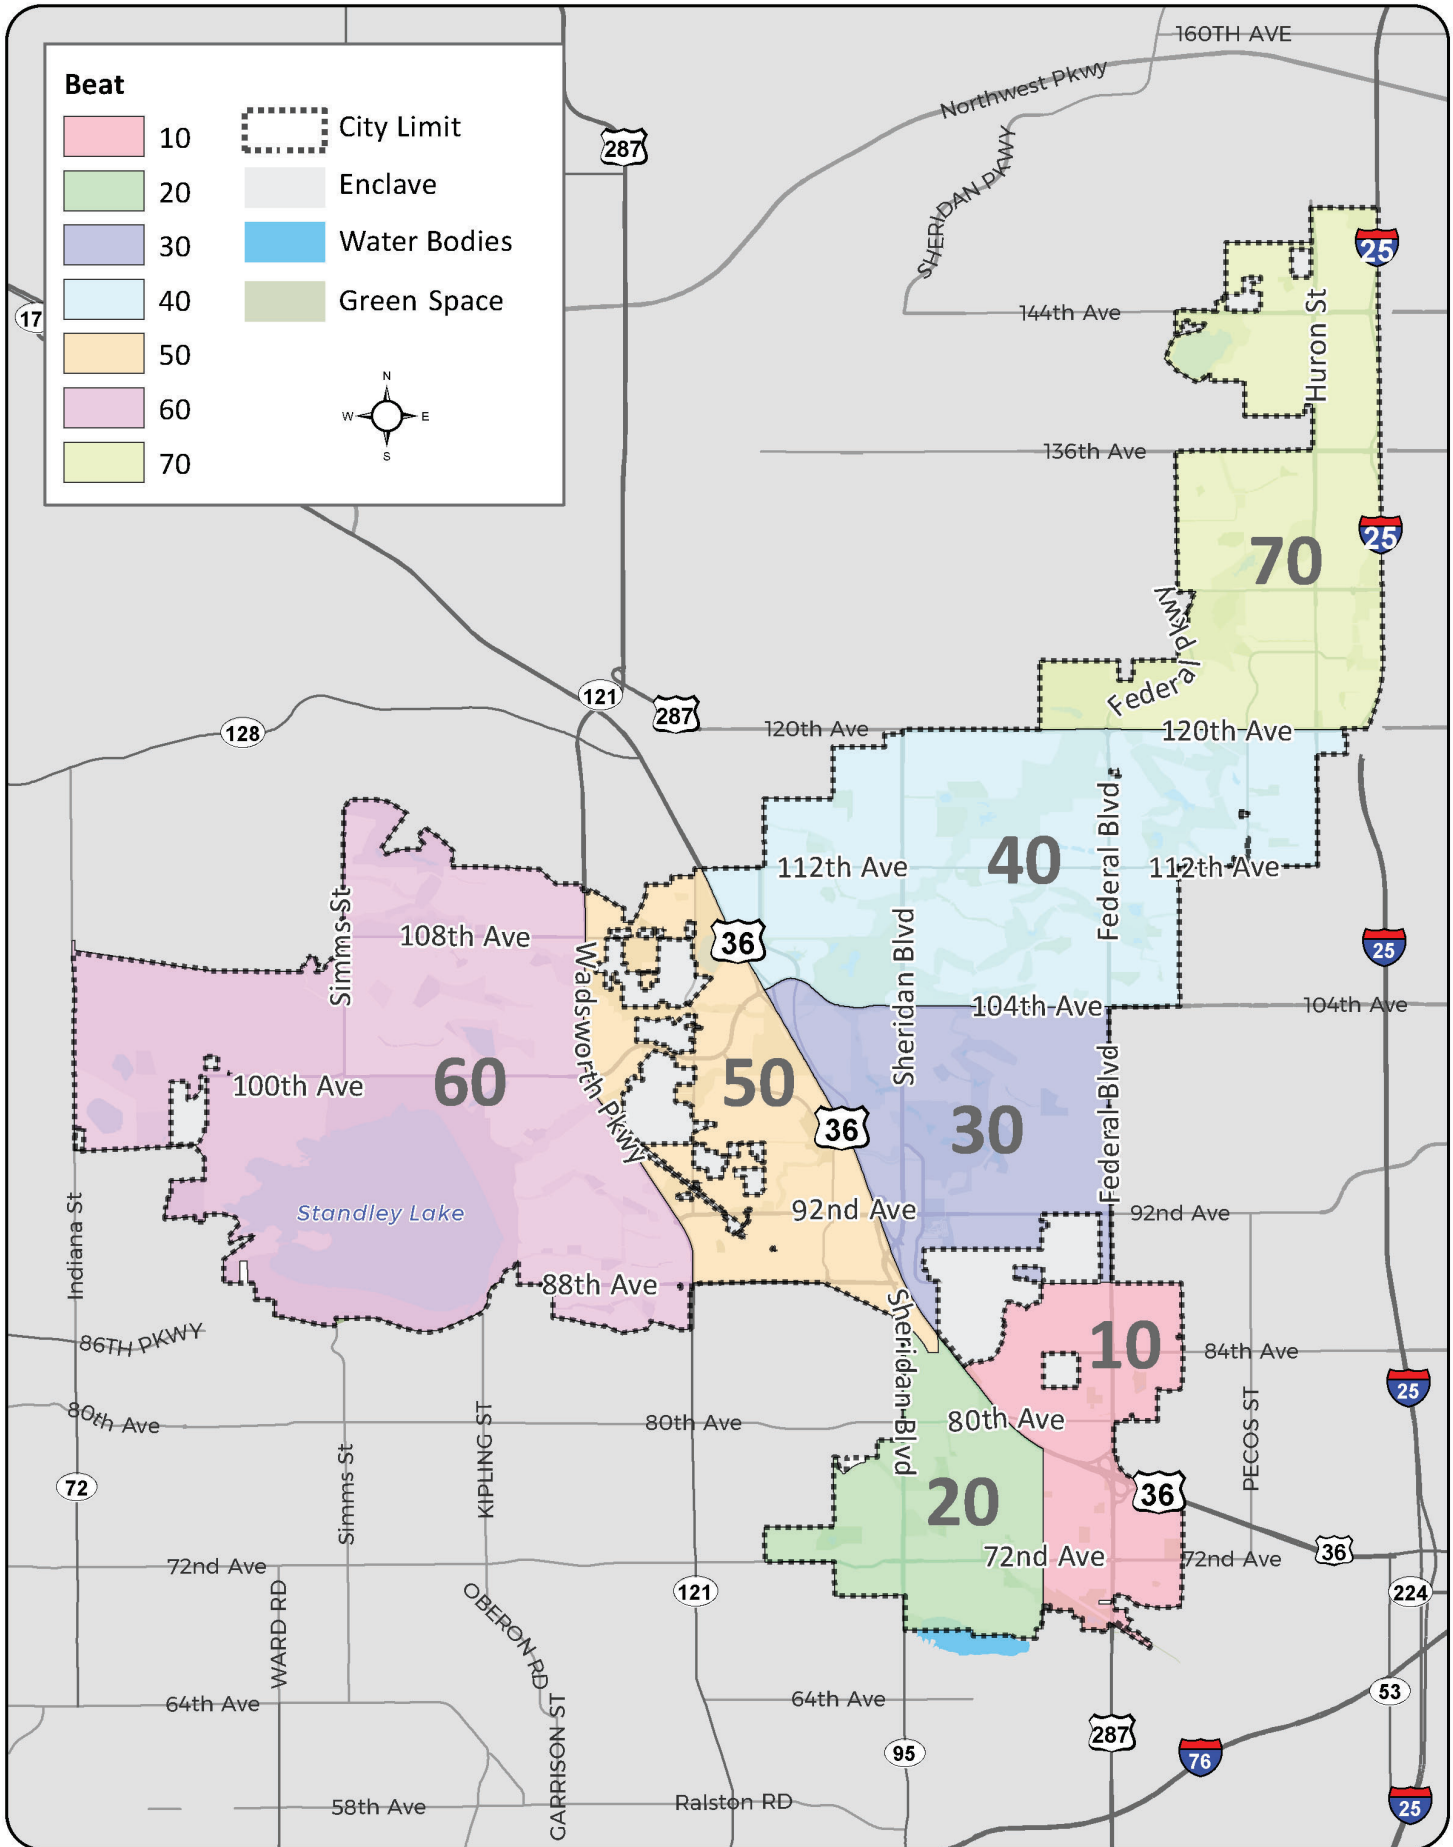 160TH AVE
Northwest Pkwy
SHERIDAN PKWY
Beat
10
20
30
40
50
60
70
City Limit
Enclave
Water Bodies
Green Space
N
W E
S
287
17
25
144th Ave
Huron St
136th Ave
25
70
Federal Pkwy
121
287
128
120th Ave
120th Ave
Federal Blvd
40
112th Ave
112th Ave
Simms St
108th Ave
36
Sheridan Blvd
25
Wadsworth Pkwy
104th Ave
104th Ave
60
50
100th Ave
30
36
Federal Blvd
Indiana St
Standley Lake
92nd Ave
92nd Ave
88th Ave
86TH PKWY
Sheridan Blvd
10
84th Ave
25
80th Ave
80th Ave
80th Ave
KIPLING ST
PECOS ST
72
Simms St
20
36
36
72nd Ave
72nd Ave
72nd Ave
WARD RD
OBERON RD
121
224
64th Ave
64th Ave
53
GARRISON ST
95
287
76
58th Ave
Ralston RD
25